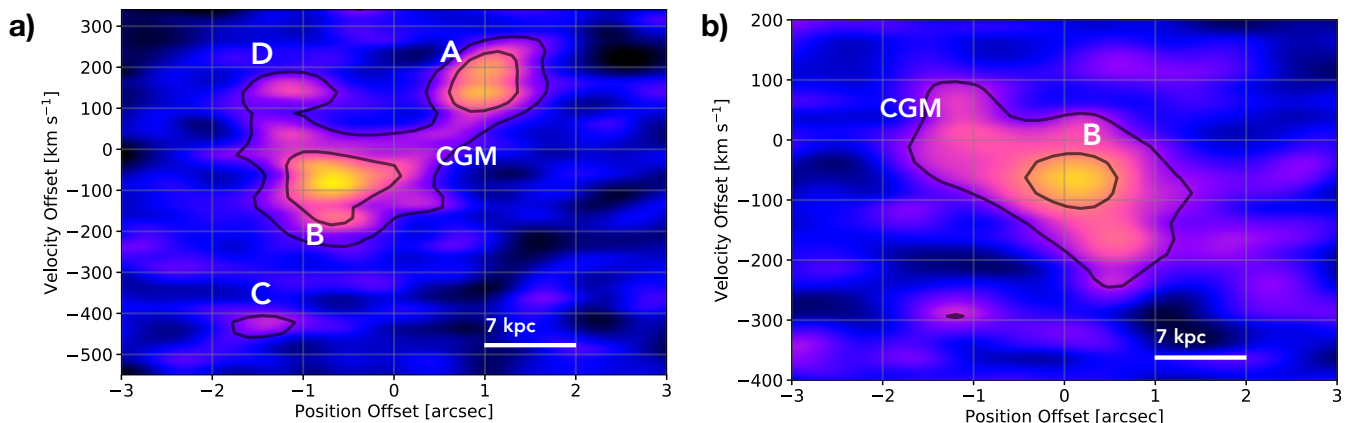 a)
300
200
100
0
−100
−200
−300
−400
−500
Velocity Offset [km s⁻¹]
D
A
CGM
B
C
7 kpc
−3 −2 −1 0 1 2 3
Position Offset [arcsec]
b)
200
100
0
−100
−200
−300
−400
Velocity Offset [km s⁻¹]
CGM
B
7 kpc
−3 −2 −1 0 1 2 3
Position Offset [arcsec]